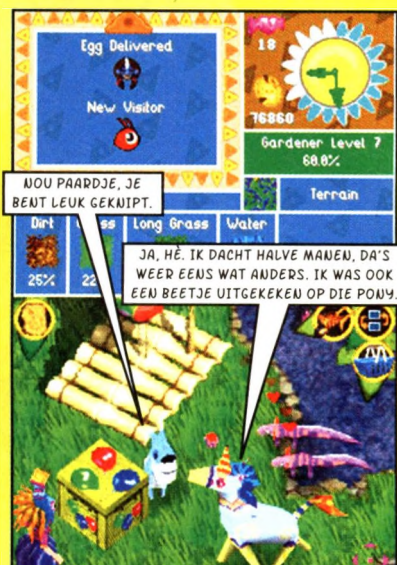 Egg Delivered
New Visitor
18
76860
Gardener Level 7
60.0%
Terrain
NOU PAARDJE, JE
BENT LEUK GEKNIPT.
Dirt
Long Grass
Water
25%
JA, HÈ. IK DACHT HALVE MANEN, DA'S
WEER EENS WAT ANDERS. IK WAS OOK
EEN BEETJE UITGEKEKEN OP DIE PONY.